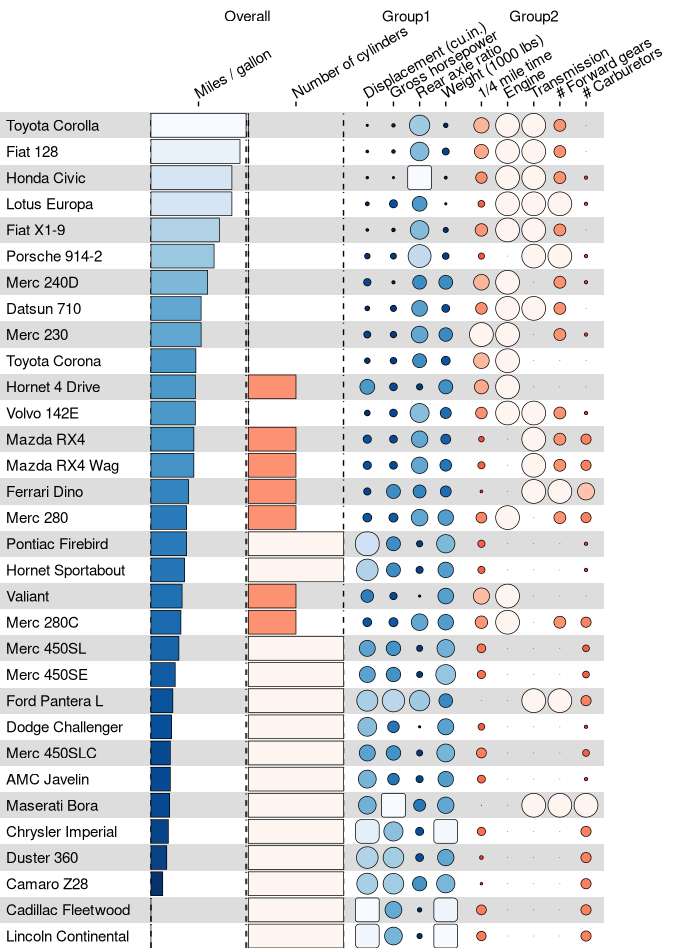 Overall
Group1
Group2
Miles / gallon
Number of cylinders
Displacement (cu.in.)
Gross horsepower
Rear axle ratio
Weight (1000 lbs)
1/4 mile time
Engine
Transmission
# Forward gears
# Carburetors
Toyota Corolla
Fiat 128
Honda Civic
Lotus Europa
Fiat X1-9
Porsche 914-2
Merc 240D
Datsun 710
Merc 230
Toyota Corona
Hornet 4 Drive
Volvo 142E
Mazda RX4
Mazda RX4 Wag
Ferrari Dino
Merc 280
Pontiac Firebird
Hornet Sportabout
Valiant
Merc 280C
Merc 450SL
Merc 450SE
Ford Pantera L
Dodge Challenger
Merc 450SLC
AMC Javelin
Maserati Bora
Chrysler Imperial
Duster 360
Camaro Z28
Cadillac Fleetwood
Lincoln Continental